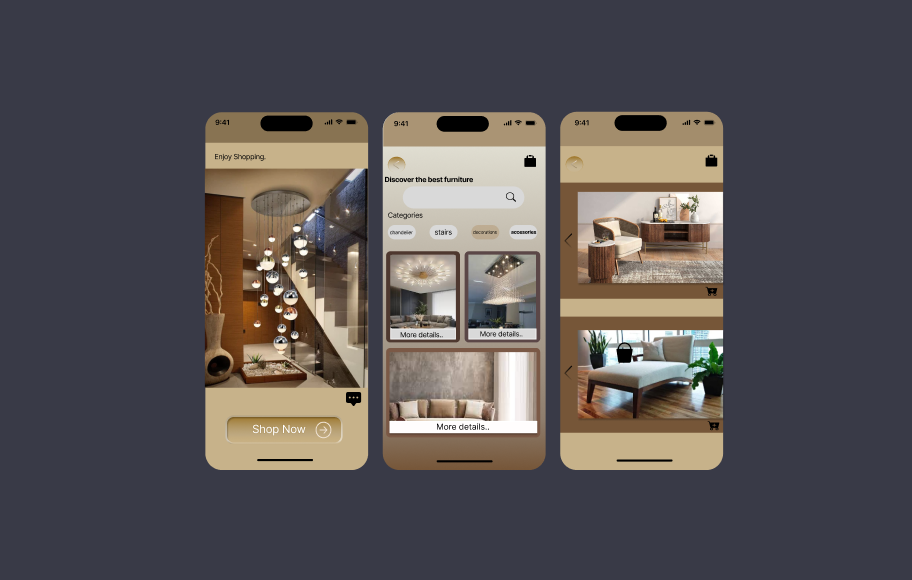 9:41
Enjoy Shopping.
Shop Now
9:41
Discover the best furniture
Categories
chandelier
stairs
decorations
accesories
More details..
More details..
More details..
9:41